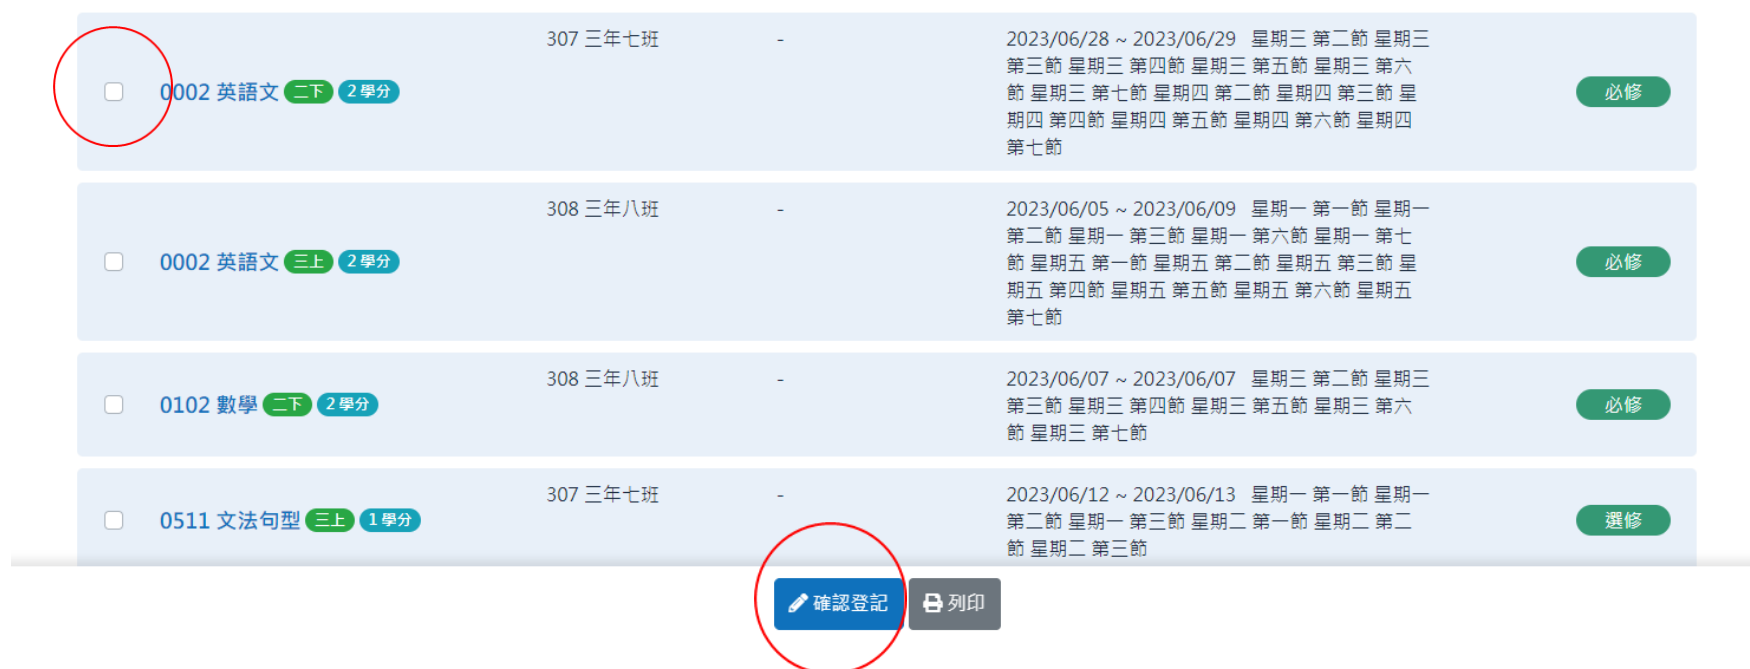 307 三年七班 - 2023/06/28 ~ 2023/06/29 星期三 第二節 星期三
第三節 星期三 第四節 星期三 第五節 星期三 第六
0002 英語文 二下 2 學分 節 星期三 第七節 星期四 第二節 星期四 第三節 星 必修
期四 第四節 星期四 第五節 星期四 第六節 星期四
第七節
308 三年八班 - 2023/06/05 ~ 2023/06/09 星期一 第一節 星期一
第二節 星期一 第三節 星期一 第六節 星期一 第七
0002 英語文 三上 2 學分 節 星期五 第一節 星期五 第二節 星期五 第三節 星 必修
期五 第四節 星期五 第五節 星期五 第六節 星期五
第七節
308 三年八班 - 2023/06/07 ~ 2023/06/07 星期三 第二節 星期三
0102 數學 二下 2 學分 第三節 星期三 第四節 星期三 第五節 星期三 第六 必修
節 星期三 第七節
307 三年七班 - 2023/06/12 ~ 2023/06/13 星期一 第一節 星期一
0511 文法句型 三上 1 學分 第二節 星期一 第三節 星期二 第一節 星期二 第二 選修
節 星期二 第三節
確認登記 列印